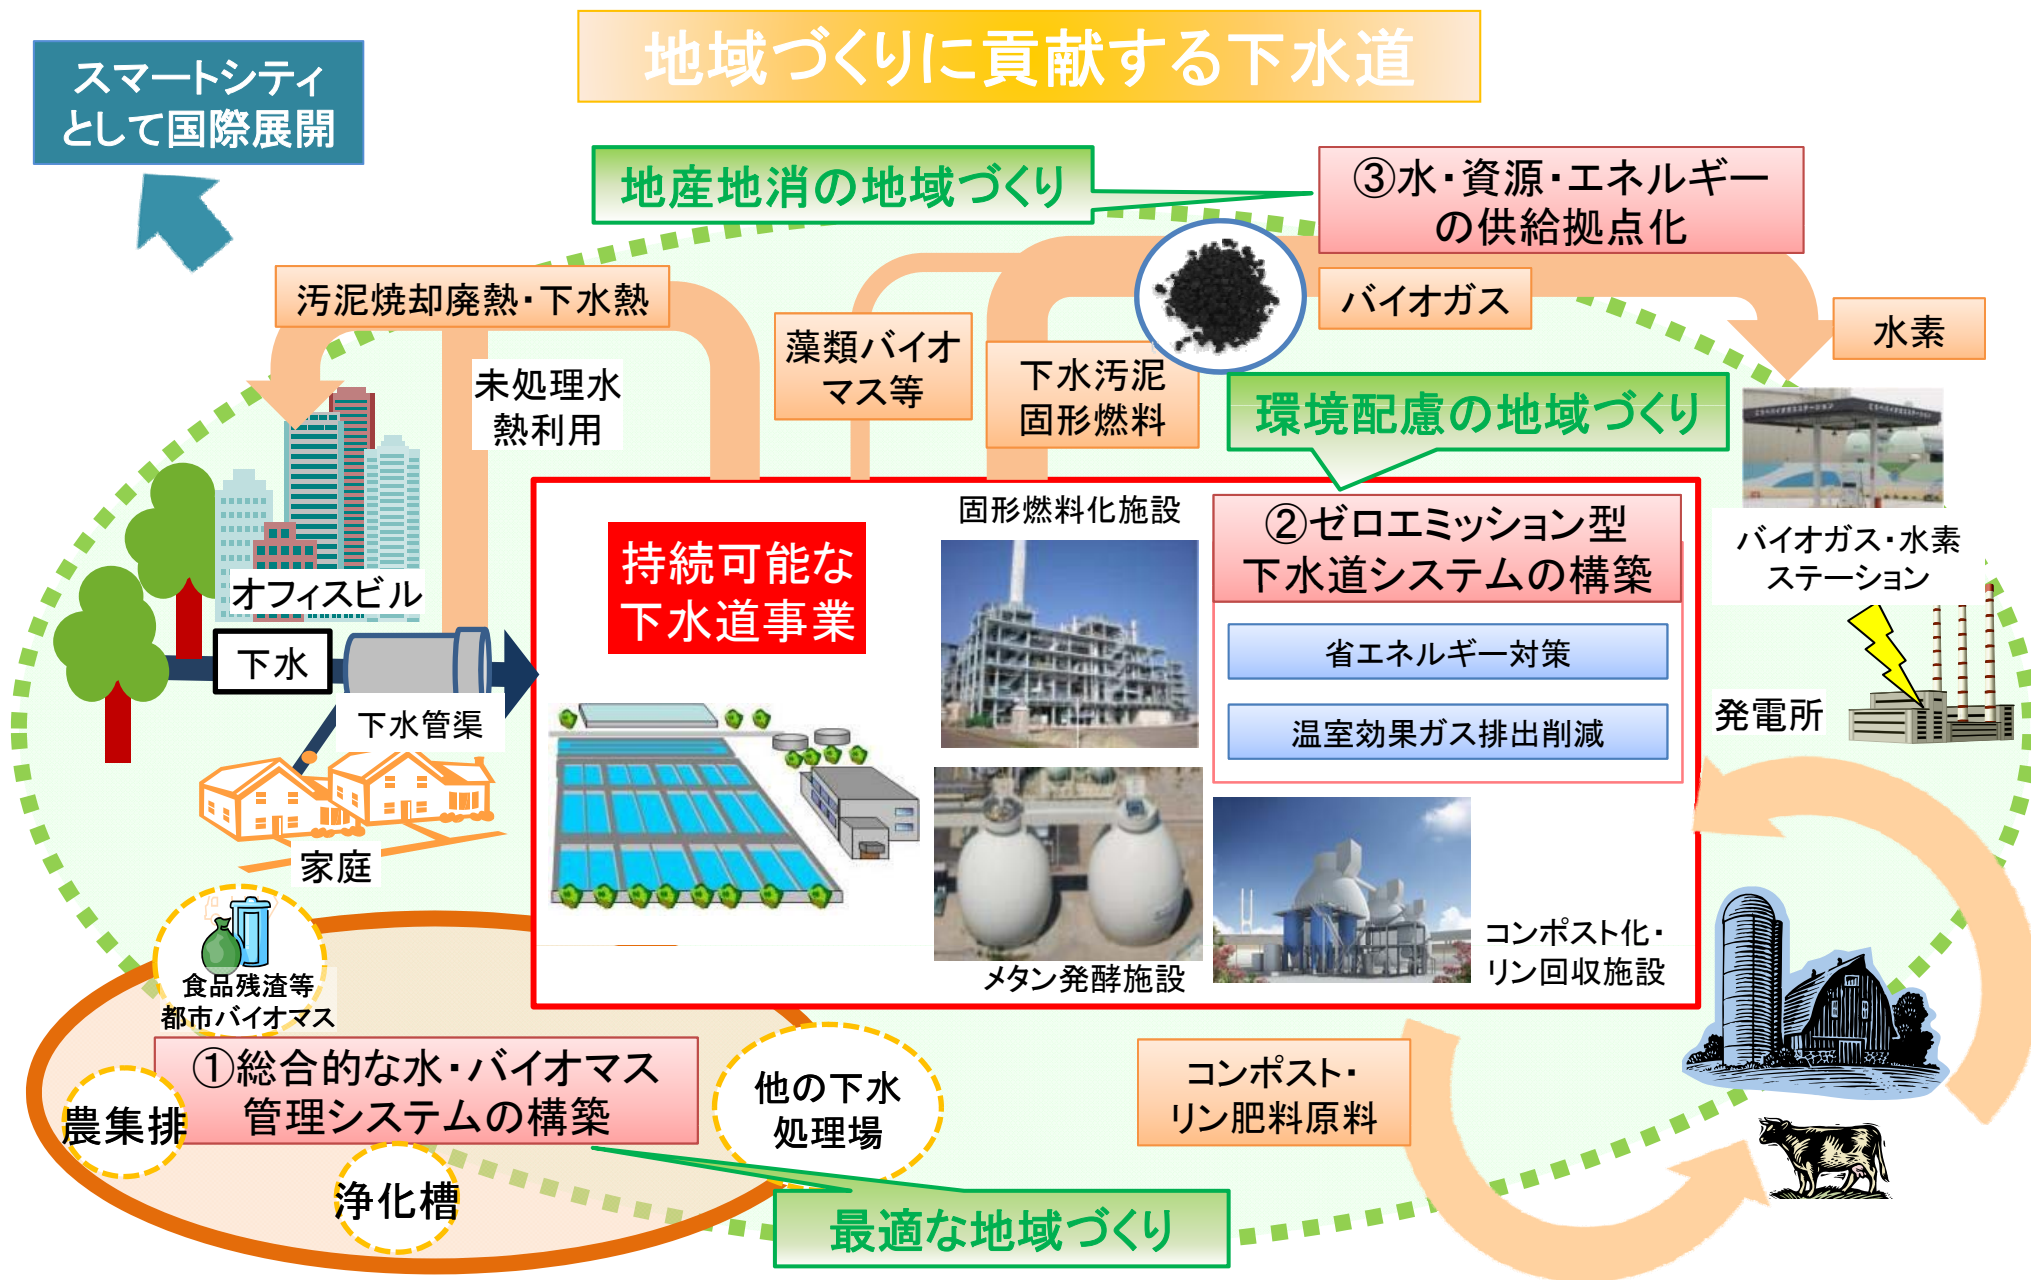 地域づくりに貢献する下水道
スマートシティ
として国際展開
地産地消の地域づくり
③水・資源・エネルギー
の供給拠点化
汚泥焼却廃熱・下水熱
バイオガス
水素
藻類バイオ
マス等
下水汚泥
固形燃料
未処理水
熱利用
環境配慮の地域づくり
オフィスビル
下水
下水管渠
家庭
持続可能な
下水道事業
固形燃料化施設
②ゼロエミッション型
下水道システムの構築
省エネルギー対策
温室効果ガス排出削減
メタン発酵施設
コンポスト化・
リン回収施設
バイオガス・水素
ステーション
発電所
食品残渣等
都市バイオマス
①総合的な水・バイオマス
管理システムの構築
農集排
浄化槽
他の下水
処理場
最適な地域づくり
コンポスト・
リン肥料原料